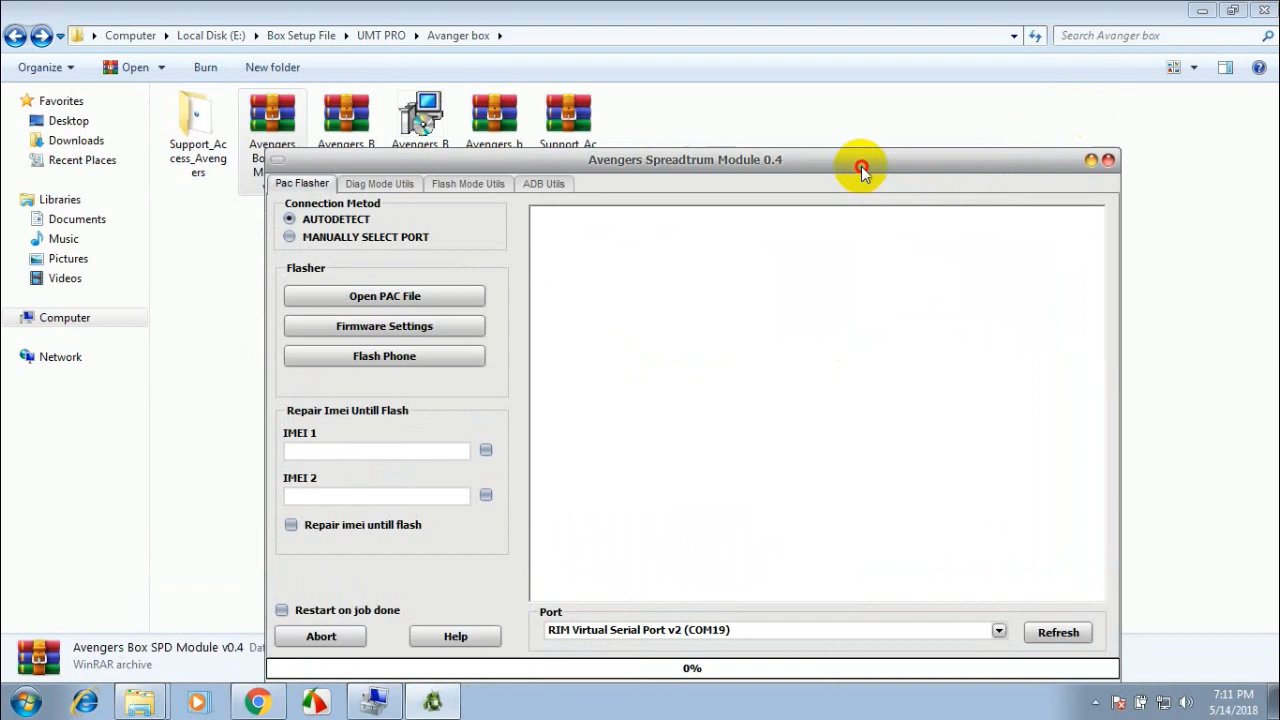 Computer Local Disk (E:) Box Setup File UMT PRO Avanger box
Search Avanger box
Organize Open Burn New folder
Favorites
Desktop
Downloads
Recent Places
Libraries
Documents
Music
Pictures
Videos
Computer
Network
Support_Ac
cess_Aveng
ers
Avengers
Avengers_B
Avengers_B
Avengers_b
Support_Ac
Avengers Spreadtrum Module 0.4
Pac Flasher Diag Mode Utils Flash Mode Utils ADB Utils
Connection Metod
AUTODETECT
MANUALLY SELECT PORT
Flasher
Open PAC File
Firmware Settings
Flash Phone
Repair Imei Untill Flash
IMEI 1
IMEI 2
Repair imei untill flash
Restart on job done
Abort Help
Port
RIM Virtual Serial Port v2 (COM19)
Refresh
0%
Avengers Box SPD Module v0.4
WinRAR archive
7:11 PM
5/14/2018